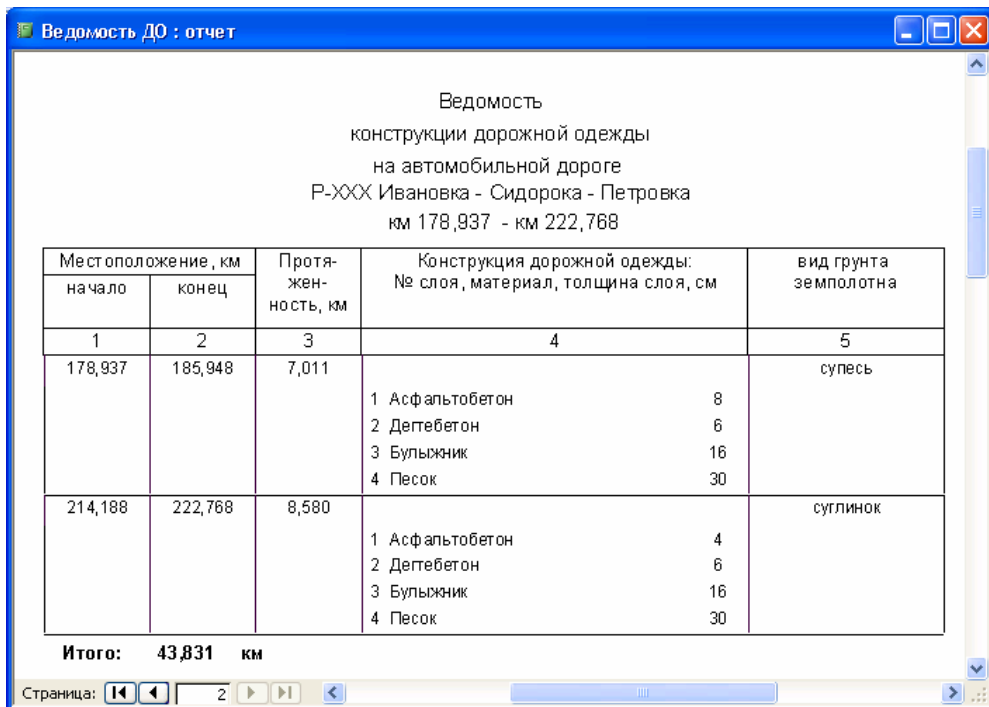 Ведомость ДО : отчет
Ведомость
конструкции дорожной одежды
на автомобильной дороге
Р-ХХХ Ивановка - Сидорока - Петровка
км 178,937 - км 222,768
Местоположение, км
начало
конец
Протя-
жен-
ность, км
Конструкция дорожной одежды:
№ слоя, материал, толщина слоя, см
вид грунта
земполотна
1 2 3 4 5
178,937 185,948 7,011 супесь
1 Асфальтобетон 8
2 Дегтебетон 6
3 Булыжник 16
4 Песок 30
214,188 222,768 8,580 суглинок
1 Асфальтобетон 4
2 Дегтебетон 6
3 Булыжник 16
4 Песок 30
Итого: 43,831 км
Страница: 2